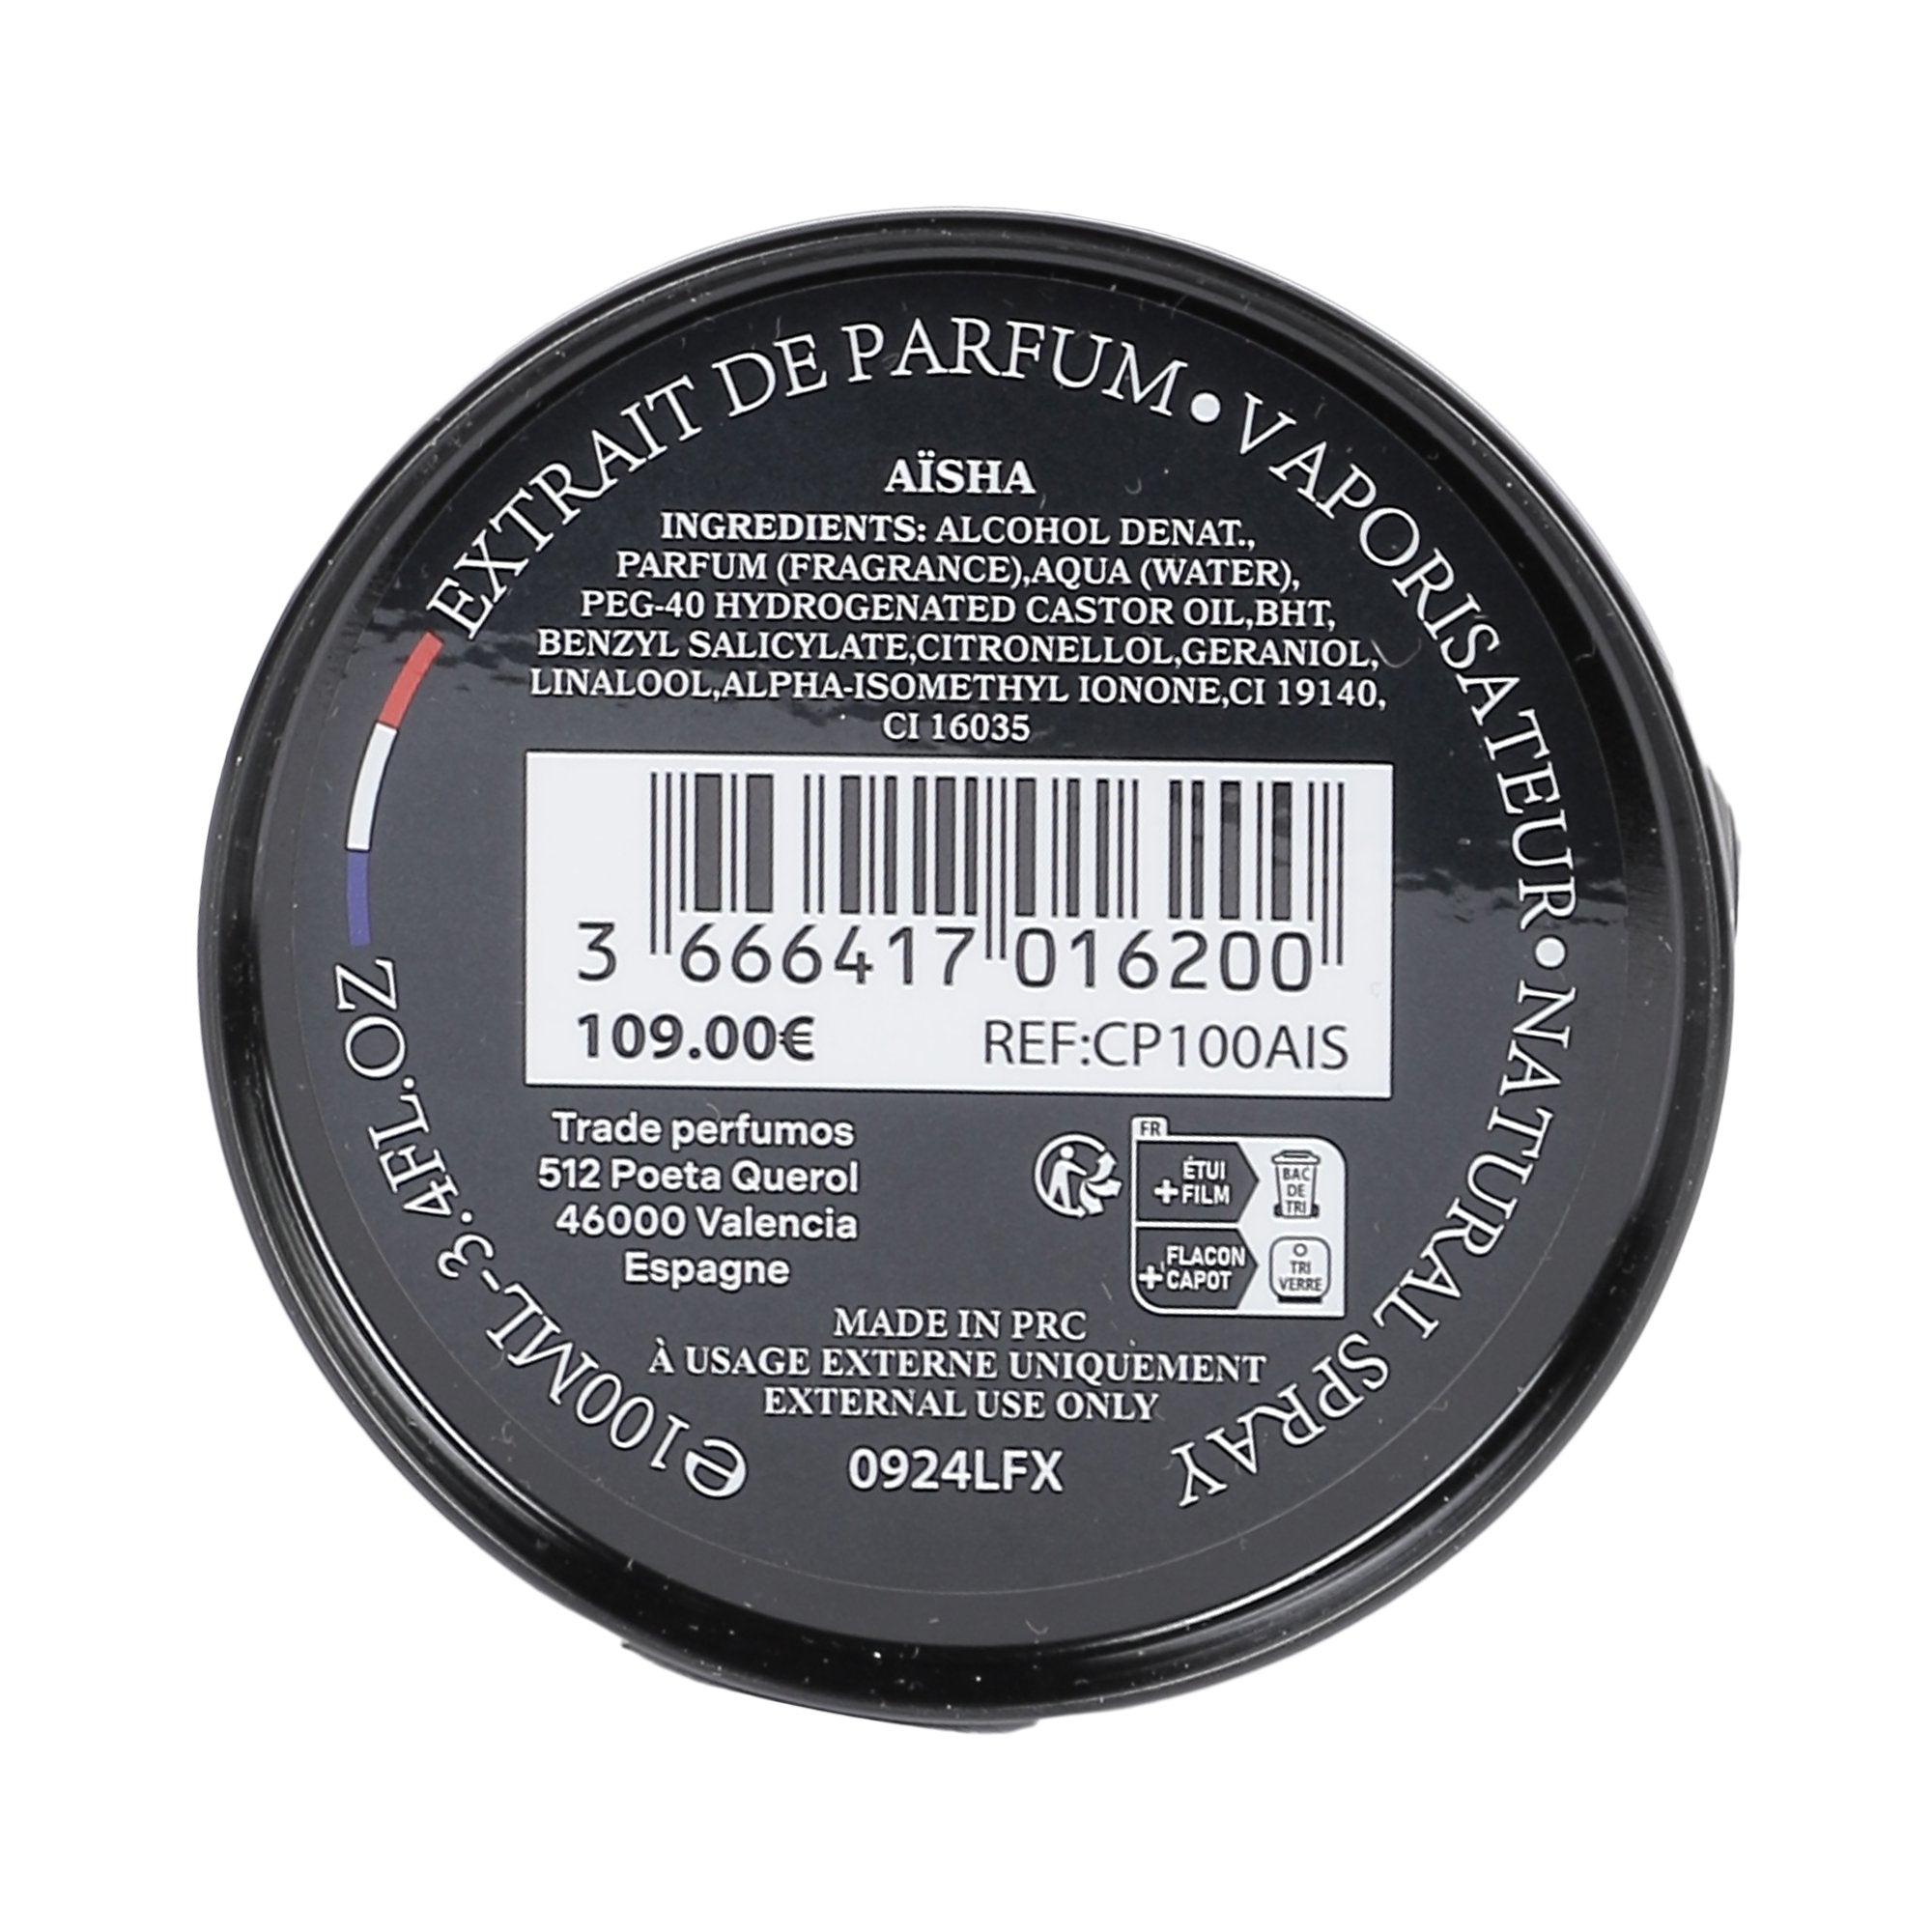 EXTRAIT DE PARFUM • VAPORISATEUR • NATURAL SPRAY
AÏSHA
INGREDIENTS: ALCOHOL DENAT.,
PARFUM (FRAGRANCE),AQUA (WATER),
PEG-40 HYDROGENATED CASTOR OIL,BHT,
BENZYL SALICYLATE,CITRONELLOL,GERANIOL,
LINALOOL,ALPHA-ISOMETHYL IONONE,CI 19140,
CI 16035
3 666417 016200
109.00€ REF:CP100AIS
Trade perfumos
512 Poeta Querol
46000 Valencia
Espagne
FR
ÉTUI
+FILM
BAC
DE
TRI
FLACON
+CAPOT
TRI
VERRE
MADE IN PRC
À USAGE EXTERNE UNIQUEMENT
EXTERNAL USE ONLY
0924LFX
℮100ML-3.4FL.OZ